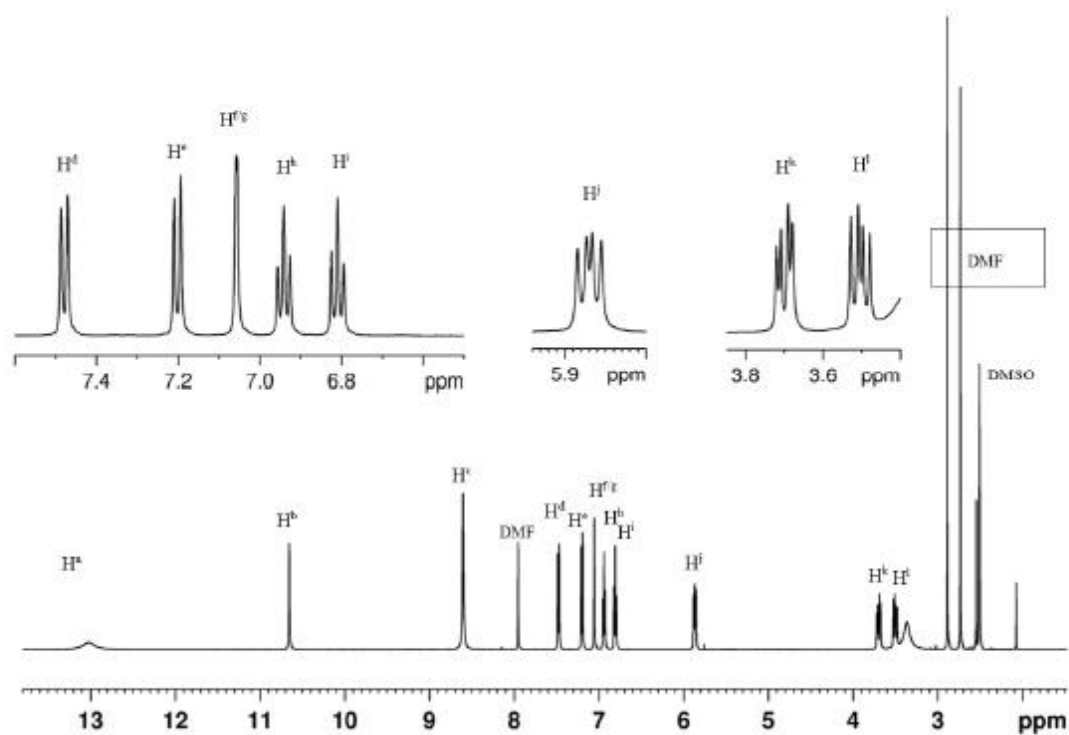 Hᶠ/ᵍ
Hᵈ Hᵉ Hʰ Hⁱ Hʲ Hᵏ Hˡ
DMF
7.4 7.2 7.0 6.8 ppm 5.9 ppm 3.8 3.6 ppm
DMSO
Hᶜ
Hᶠ/ᵍ
Hᵃ Hᵇ DMF Hᵈ Hᵉ Hʰ
Hⁱ
Hʲ Hᵏ Hˡ
13 12 11 10 9 8 7 6 5 4 3 ppm